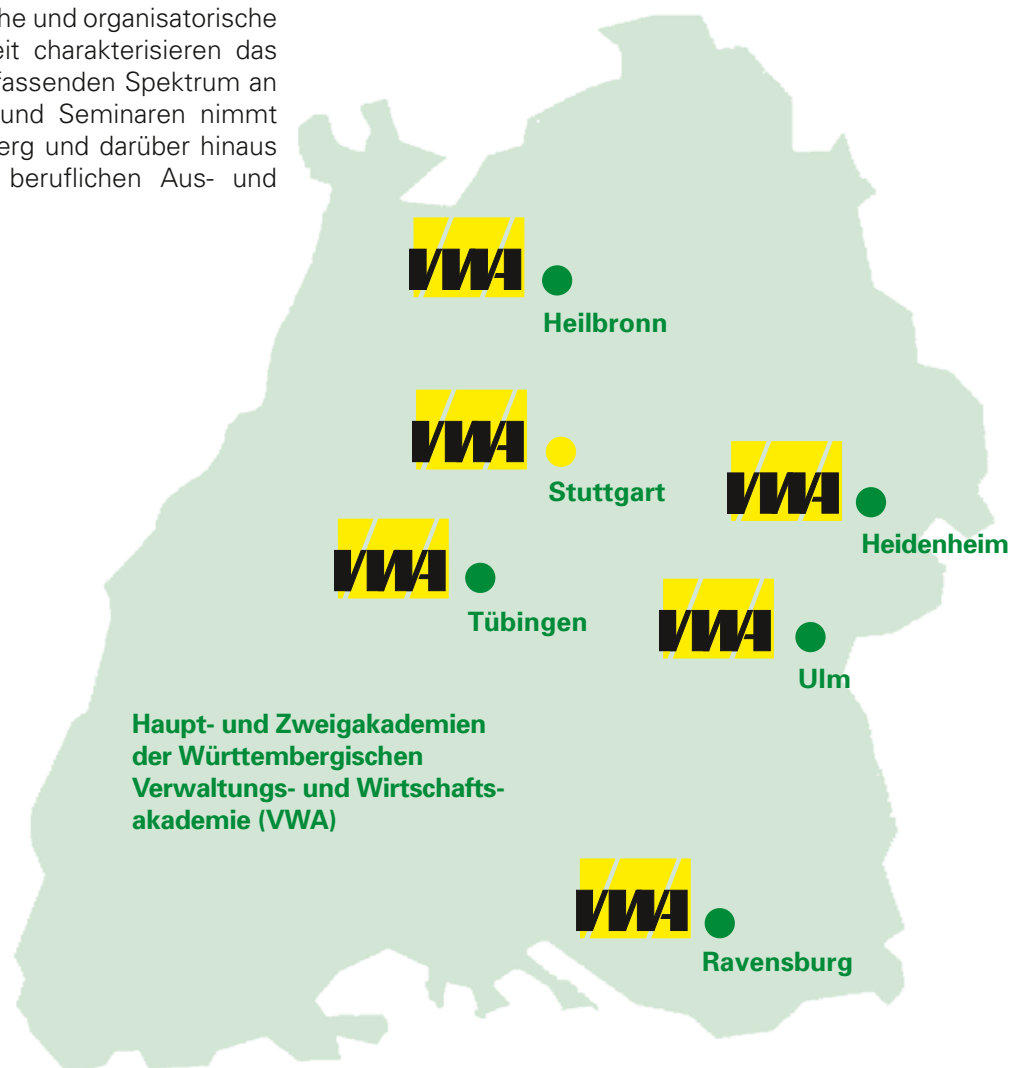 he und organisatorische
eit charakterisieren das
fassenden Spektrum an
und Seminaren nimmt
erg und darüber hinaus
beruflichen Aus- und
VWA
Heilbronn
VWA
Stuttgart
VWA
Heidenheim
VWA
Tübingen
VWA
Ulm
Haupt- und Zweigakademien
der Württembergischen
Verwaltungs- und Wirtschafts-
akademie (VWA)
VWA
Ravensburg